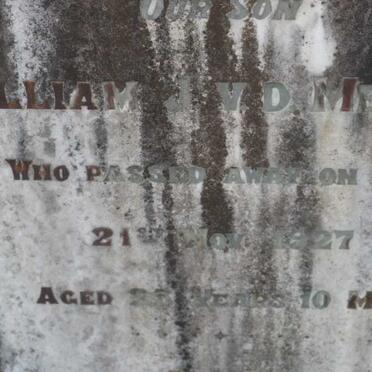 OUR SON
LLIAM J. V. D. M
WHO PASSED AWAY ON
21ST NOV. 1927
AGED YEARS 10 M